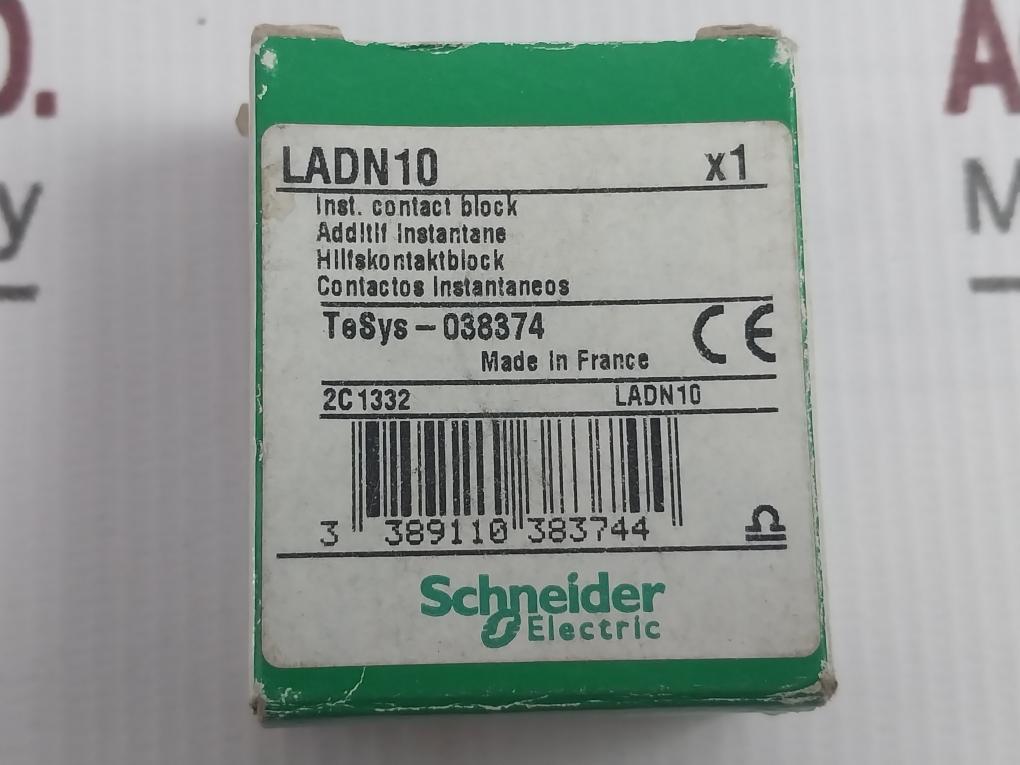 D.
A
y
M
LADN10 x1
Inst. contact block
Additif instantane
Hilfskontaktblock
Contactos Instantaneos
TeSys - 038374
CE
Made in France
2C1332 LADN10
3 389110 383744
Schneider
Electric